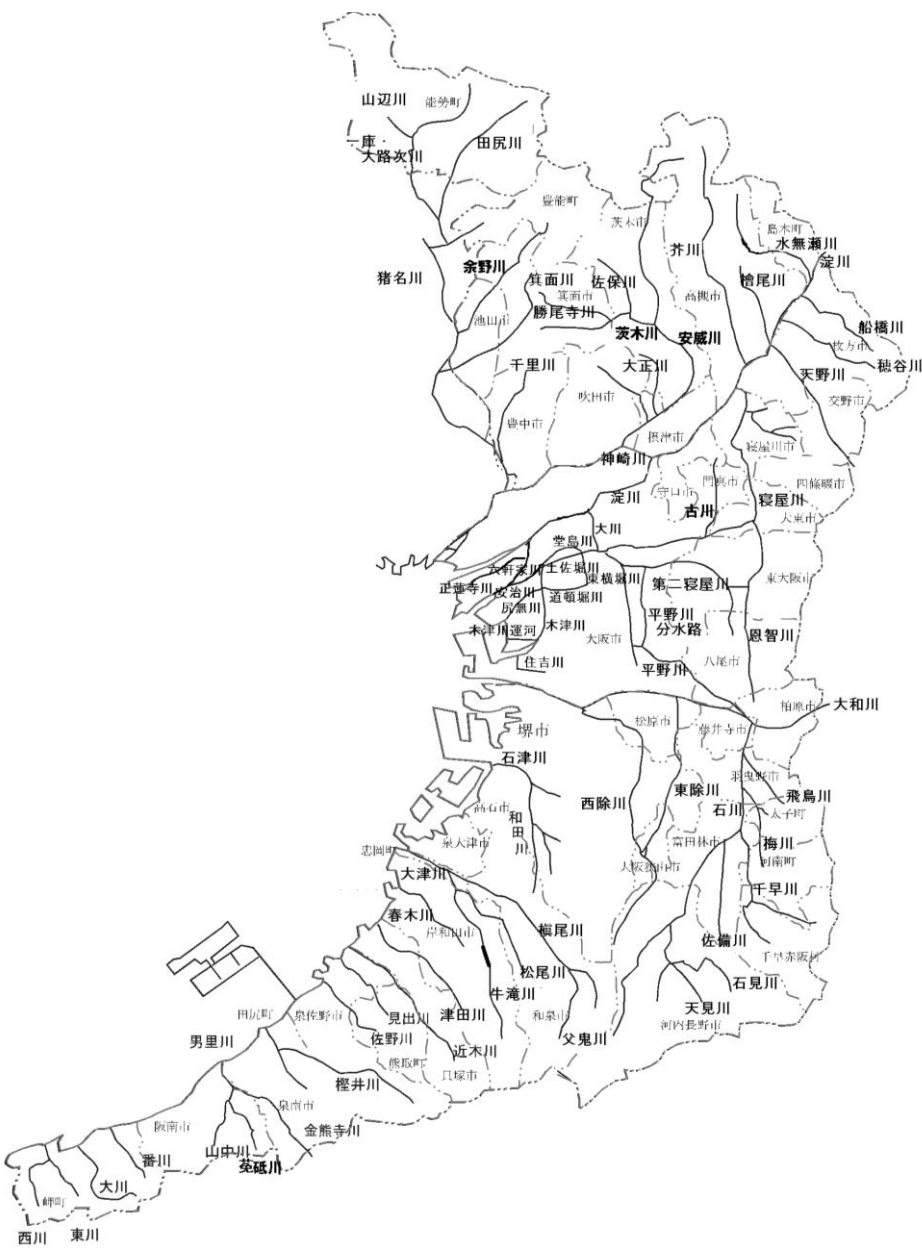 山辺川
能勢町
一庫・
大路次川
田尻川
豊能町
茨木市
島本町
水無瀬川
淀川
芥川
余野川
猪名川
箕面川
佐保川
箕面市
檜尾川
高槻市
池田市
勝尾寺川
船橋川
茨木川
安威川
枚方市
穂谷川
千里川
大正川
天野川
交野市
吹田市
豊中市
摂津市
寝屋川市
神崎川
門真市
四條畷市
淀川
守口市
寝屋川
古川
大東市
大川
堂島川
六軒家川
土佐堀川
東横堀川
第二寝屋川
東大阪市
正蓮寺川
安治川
道頓堀川
尻無川
平野川
分水路
木津川運河
木津川
大阪市
恩智川
住吉川
平野川
八尾市
柏原市
大和川
松原市
藤井寺市
堺市
石津川
羽曳野市
西除川
東除川
飛鳥川
高石市
石川
太子町
和田川
忠岡町
泉大津市
富田林市
梅川
河南町
大阪狭山市
大津川
千早川
春木川
岸和田市
槇尾川
佐備川
千早赤阪村
松尾川
石見川
牛滝川
天見川
田尻町
泉佐野市
見出川
津田川
和泉市
河内長野市
男里川
佐野川
近木川
父鬼川
熊取町
貝塚市
樫井川
泉南市
阪南市
金熊寺川
山中川
菟砥川
番川
大川
岬町
西川
東川